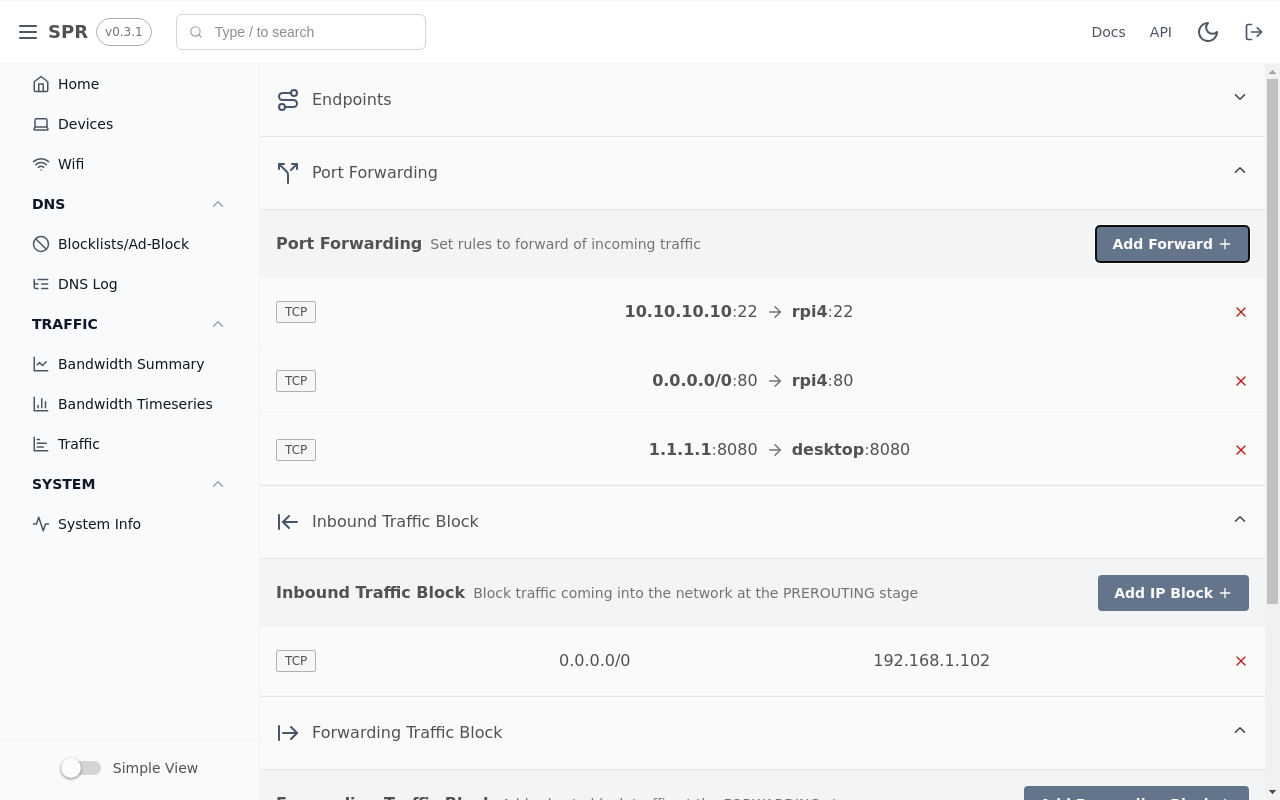 SPR v0.3.1 Type / to search Docs API
Home
Devices
Wifi
DNS
Blocklists/Ad-Block
DNS Log
TRAFFIC
Bandwidth Summary
Bandwidth Timeseries
Traffic
SYSTEM
System Info
Simple View
Endpoints
Port Forwarding
Port Forwarding Set rules to forward of incoming traffic Add Forward +
TCP 10.10.10.10:22 → rpi4:22
TCP 0.0.0.0/0:80 → rpi4:80
TCP 1.1.1.1:8080 → desktop:8080
Inbound Traffic Block
Inbound Traffic Block Block traffic coming into the network at the PREROUTING stage Add IP Block +
TCP 0.0.0.0/0 192.168.1.102
Forwarding Traffic Block